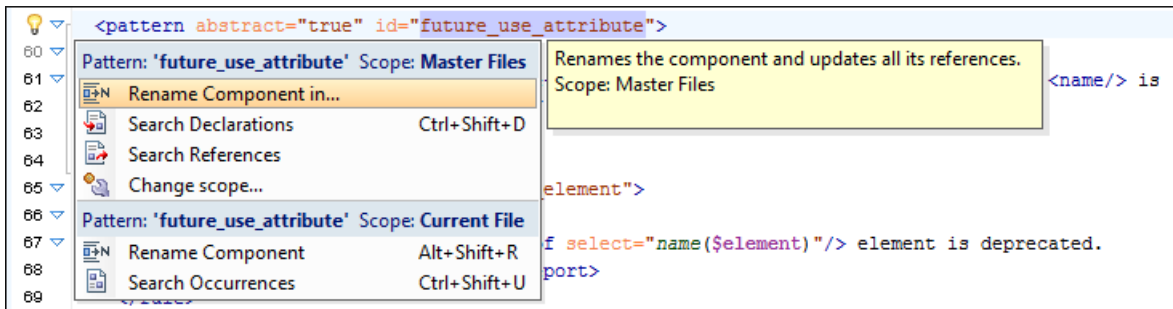 <pattern abstract="true" id="future_use_attribute">
60
Pattern: 'future_use_attribute' Scope: Master Files
Renames the component and updates all its references.
Scope: Master Files
61
<name/> is
Rename Component in...
62
Search Declarations Ctrl+Shift+D
63
Search References
64
Change scope...
65
element">
66
Pattern: 'future_use_attribute' Scope: Current File
67
f select="name($element)"/> element is deprecated.
Rename Component Alt+Shift+R
68
port>
Search Occurrences Ctrl+Shift+U
69